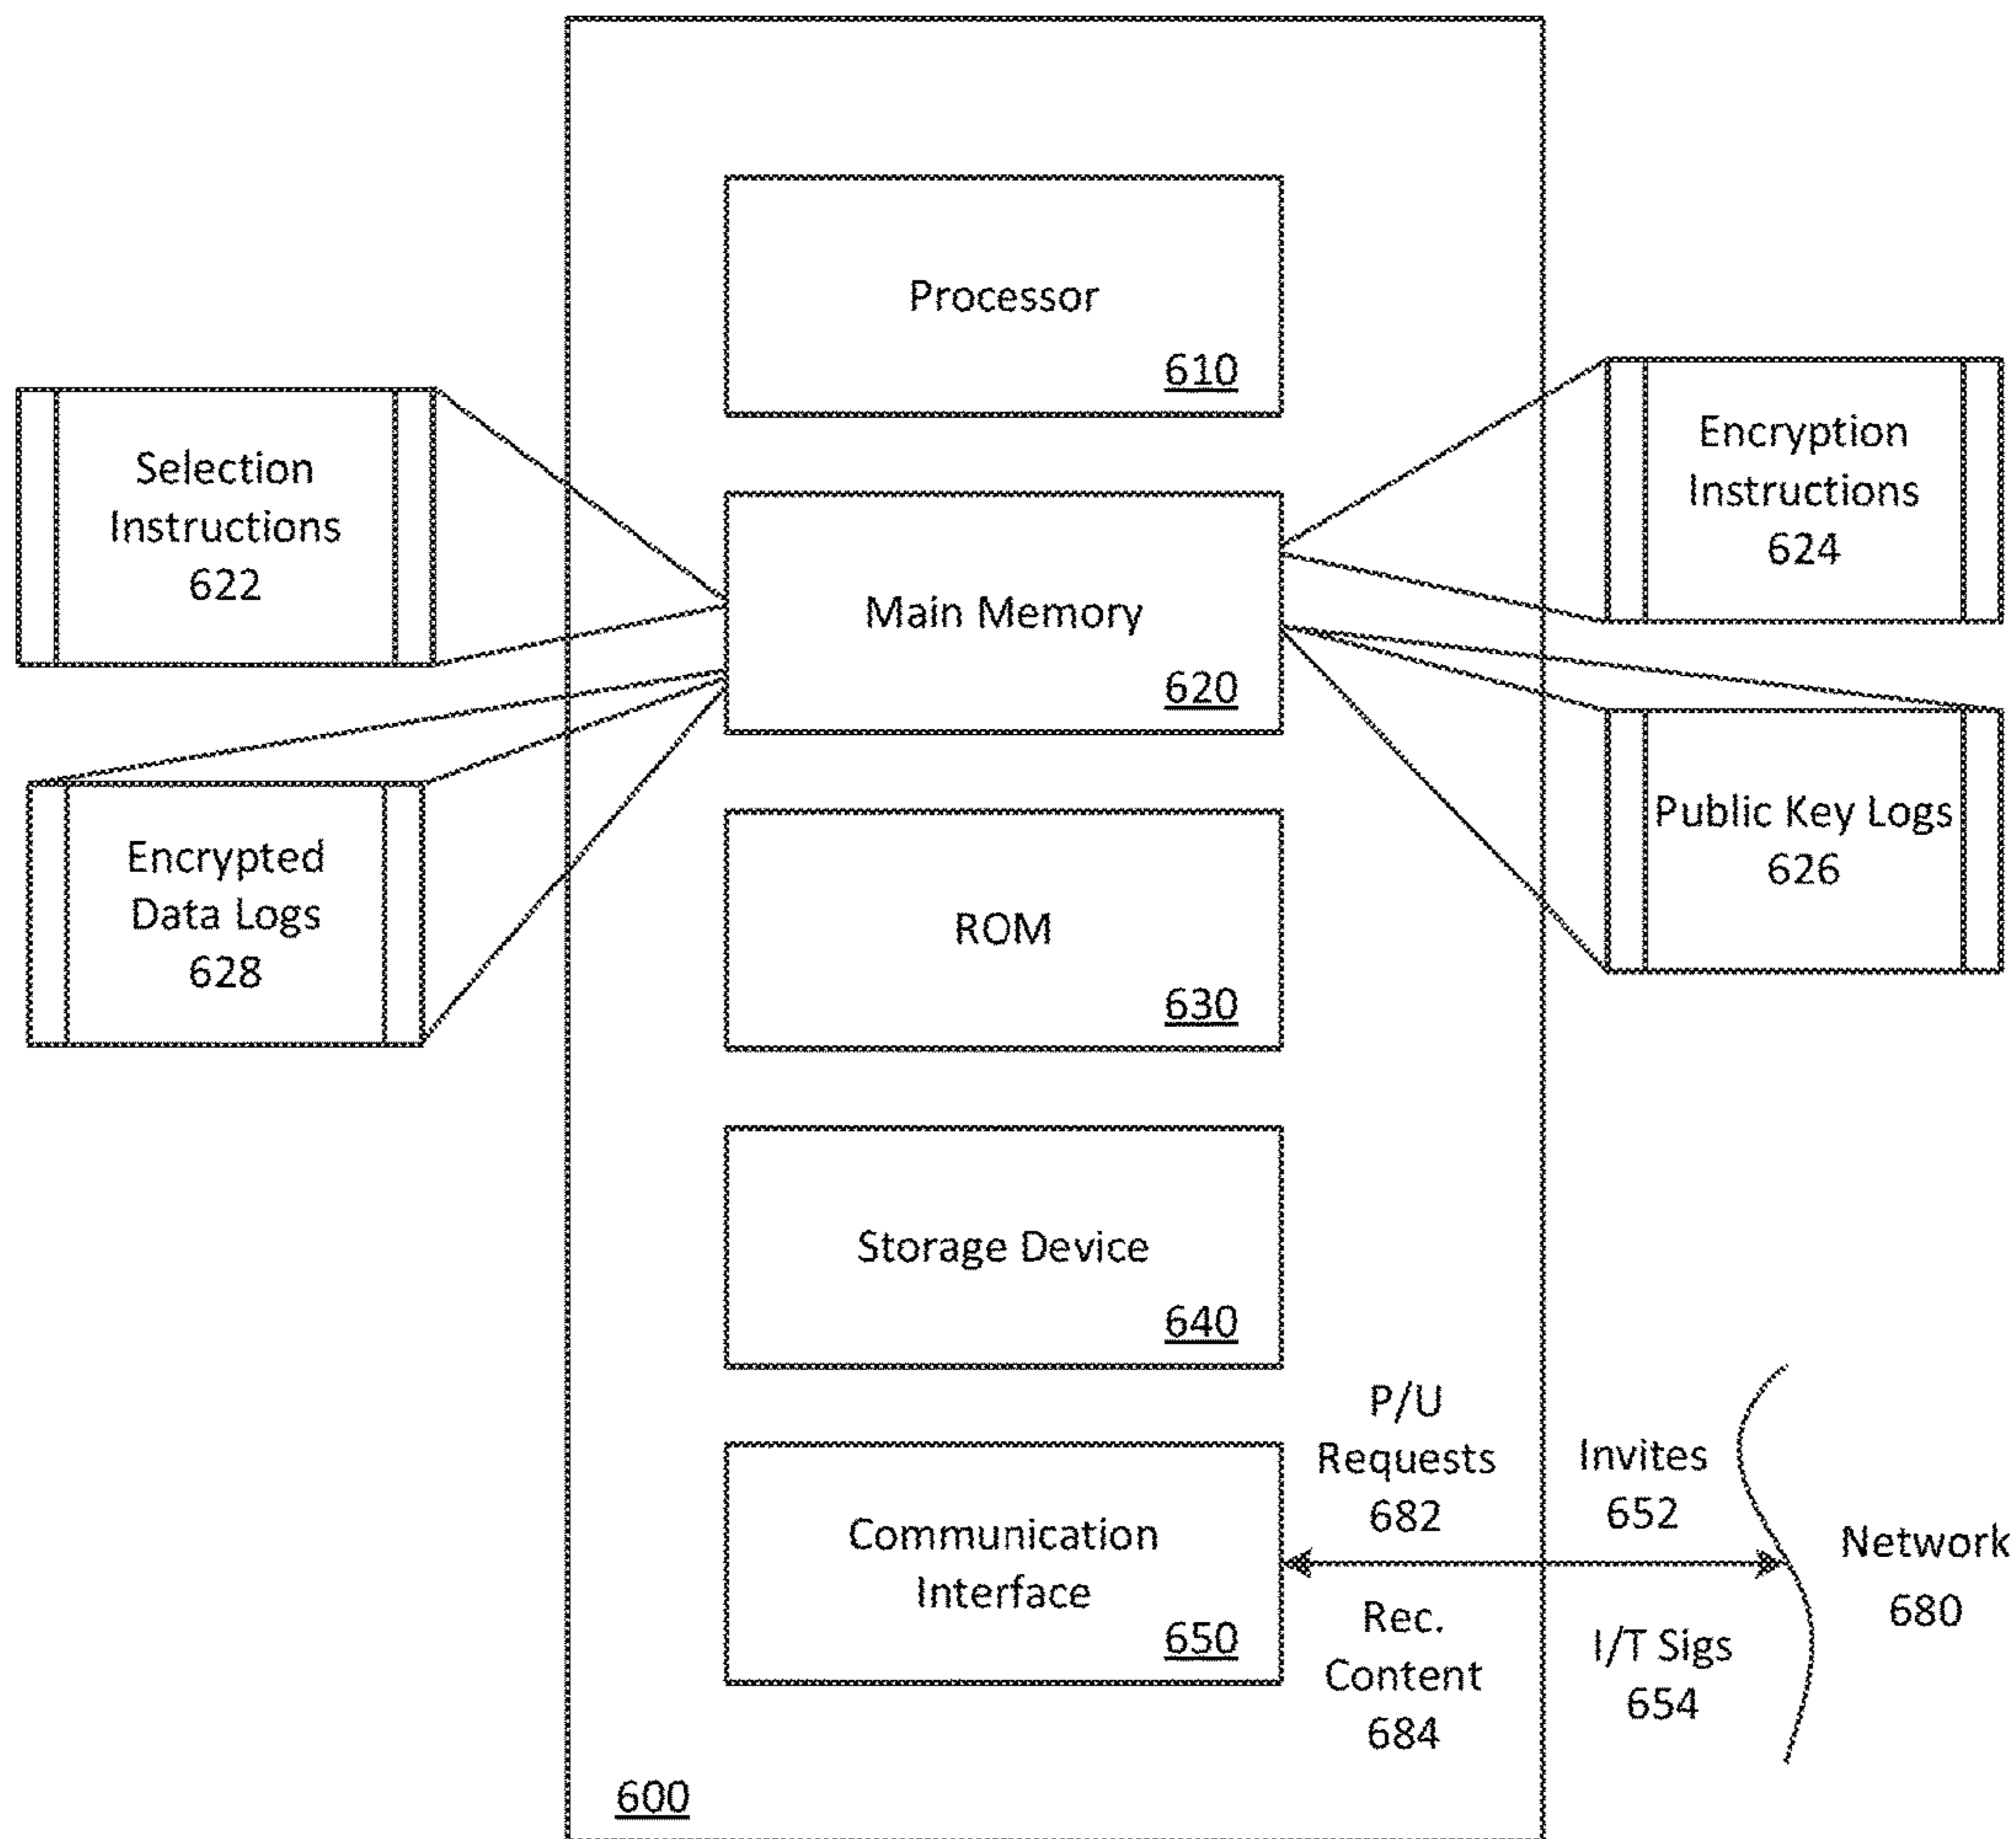 Processor
610
Selection
Instructions
622
Encryption
Instructions
624
Main Memory
620
Encrypted
Data Logs
628
Public Key Logs
626
ROM
630
Storage Device
640
P/U
Requests
682
Invites
652
Communication
Interface
650
Network
680
Rec.
Content
684
I/T Sigs
654
600